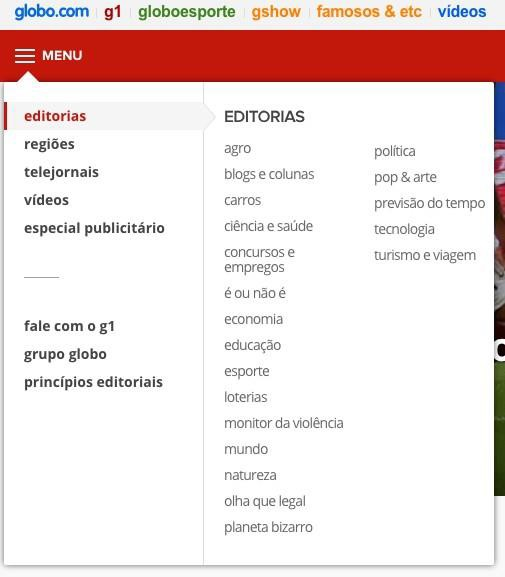 globo.com g1 globoesporte gshow famosos & etc vídeos
MENU
editorias
regiões
telejornais
vídeos
especial publicitário
fale com o g1
grupo globo
princípios editoriais
EDITORIAS
agro
blogs e colunas
carros
ciência e saúde
concursos e
empregos
é ou não é
economia
educação
esporte
loterias
monitor da violência
mundo
natureza
olha que legal
planeta bizarro
política
pop & arte
previsão do tempo
tecnologia
turismo e viagem